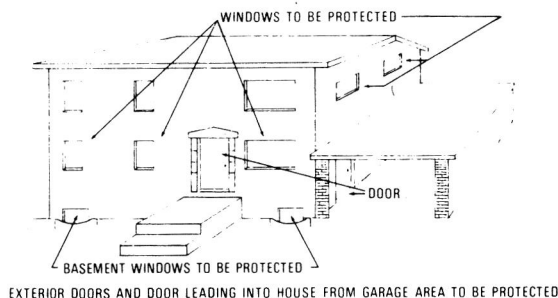 WINDOWS TO BE PROTECTED
DOOR
BASEMENT WINDOWS TO BE PROTECTED
EXTERIOR DOORS AND DOOR LEADING INTO HOUSE FROM GARAGE AREA TO BE PROTECTED